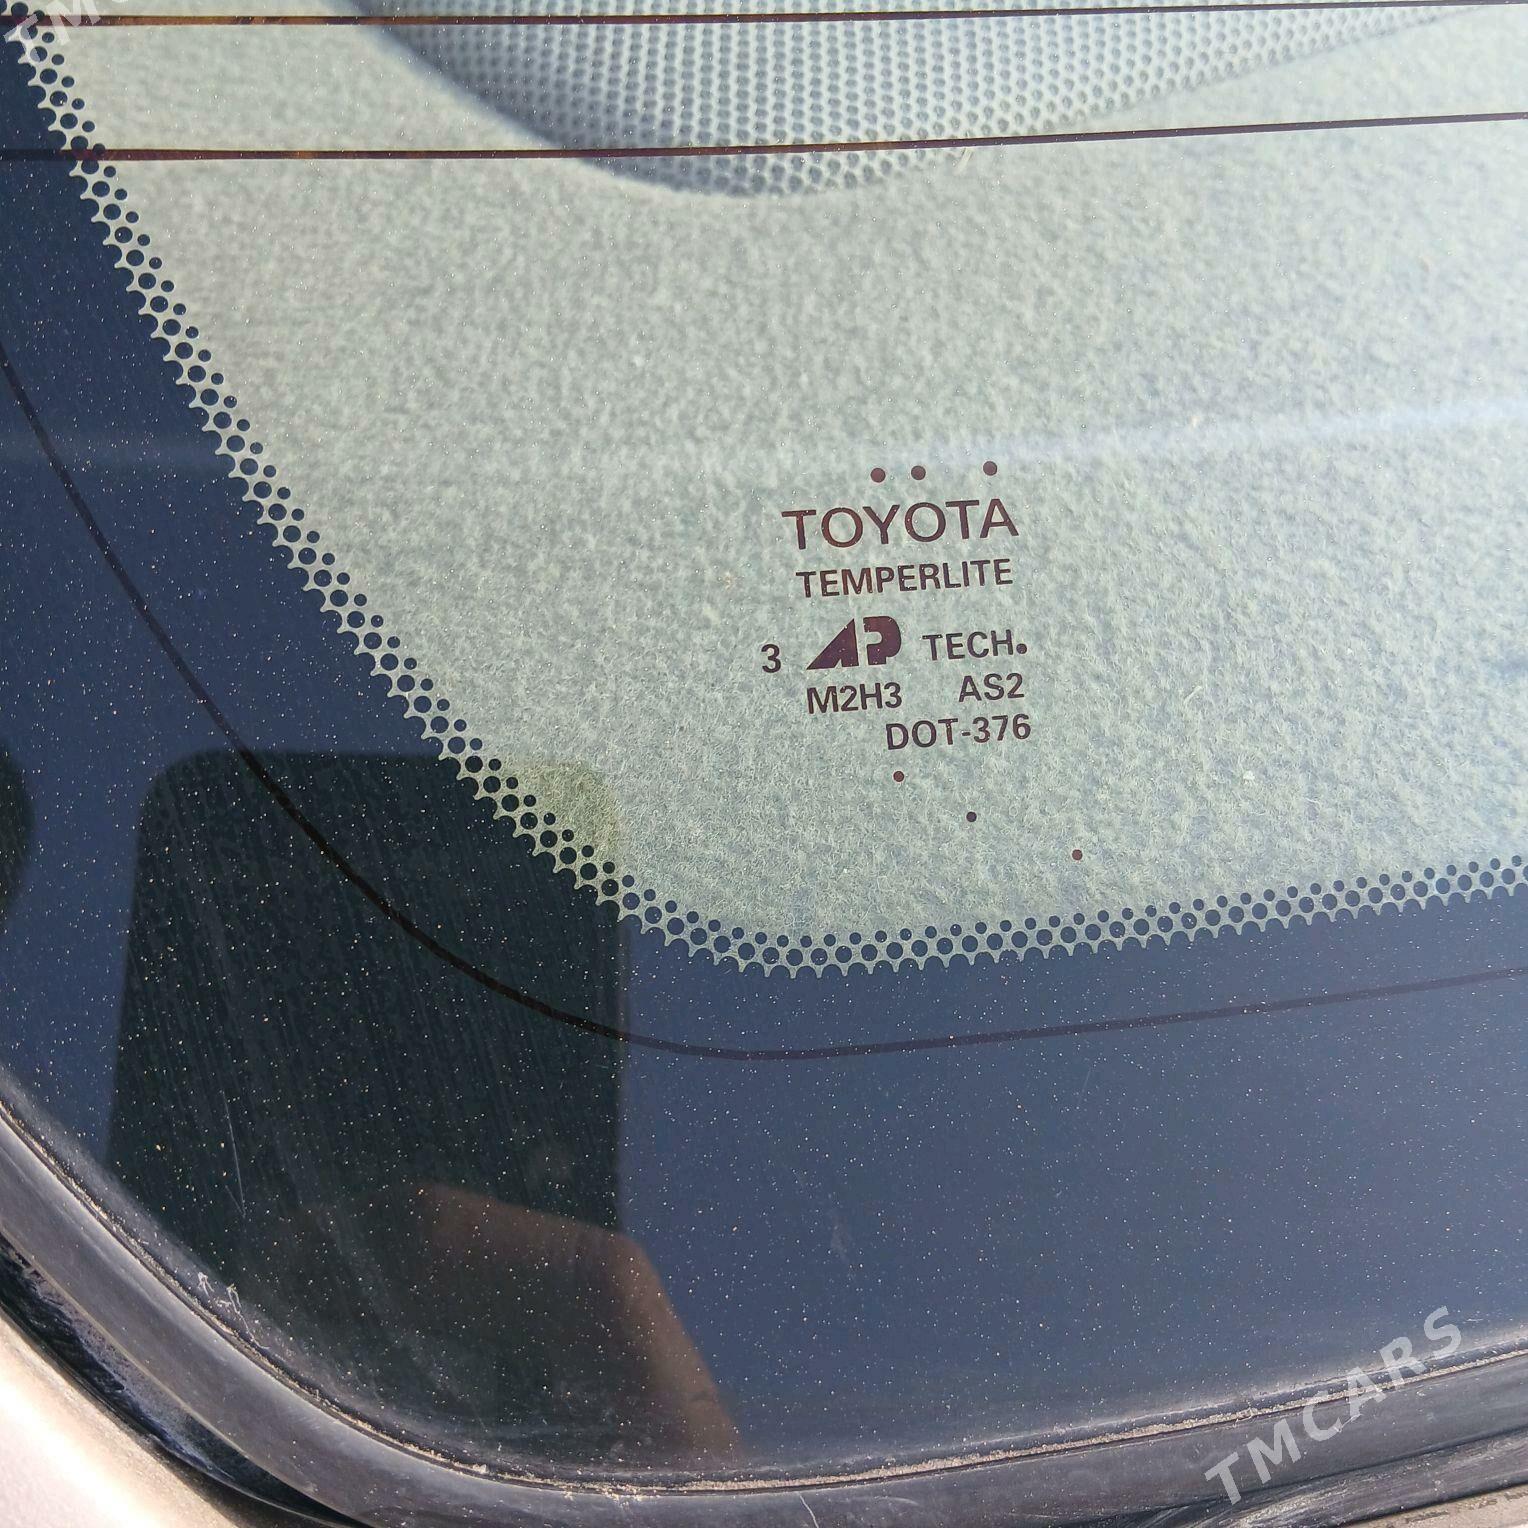 TOYOTA
TEMPERLITE
3 AP TECH.
M2H3 AS2
DOT-376
TMCARS